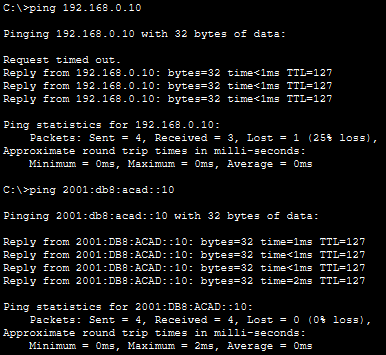 C:\>ping 192.168.0.10
Pinging 192.168.0.10 with 32 bytes of data:
Request timed out.
Reply from 192.168.0.10: bytes=32 time<1ms TTL=127
Reply from 192.168.0.10: bytes=32 time<1ms TTL=127
Reply from 192.168.0.10: bytes=32 time<1ms TTL=127
Ping statistics for 192.168.0.10:
Packets: Sent = 4, Received = 3, Lost = 1 (25% loss),
Approximate round trip times in milli-seconds:
Minimum = 0ms, Maximum = 0ms, Average = 0ms
C:\>ping 2001:db8:acad::10
Pinging 2001:db8:acad::10 with 32 bytes of data:
Reply from 2001:DB8:ACAD::10: bytes=32 time=1ms TTL=127
Reply from 2001:DB8:ACAD::10: bytes=32 time<1ms TTL=127
Reply from 2001:DB8:ACAD::10: bytes=32 time<1ms TTL=127
Reply from 2001:DB8:ACAD::10: bytes=32 time=2ms TTL=127
Ping statistics for 2001:DB8:ACAD::10:
Packets: Sent = 4, Received = 4, Lost = 0 (0% loss),
Approximate round trip times in milli-seconds:
Minimum = 0ms, Maximum = 2ms, Average = 0ms